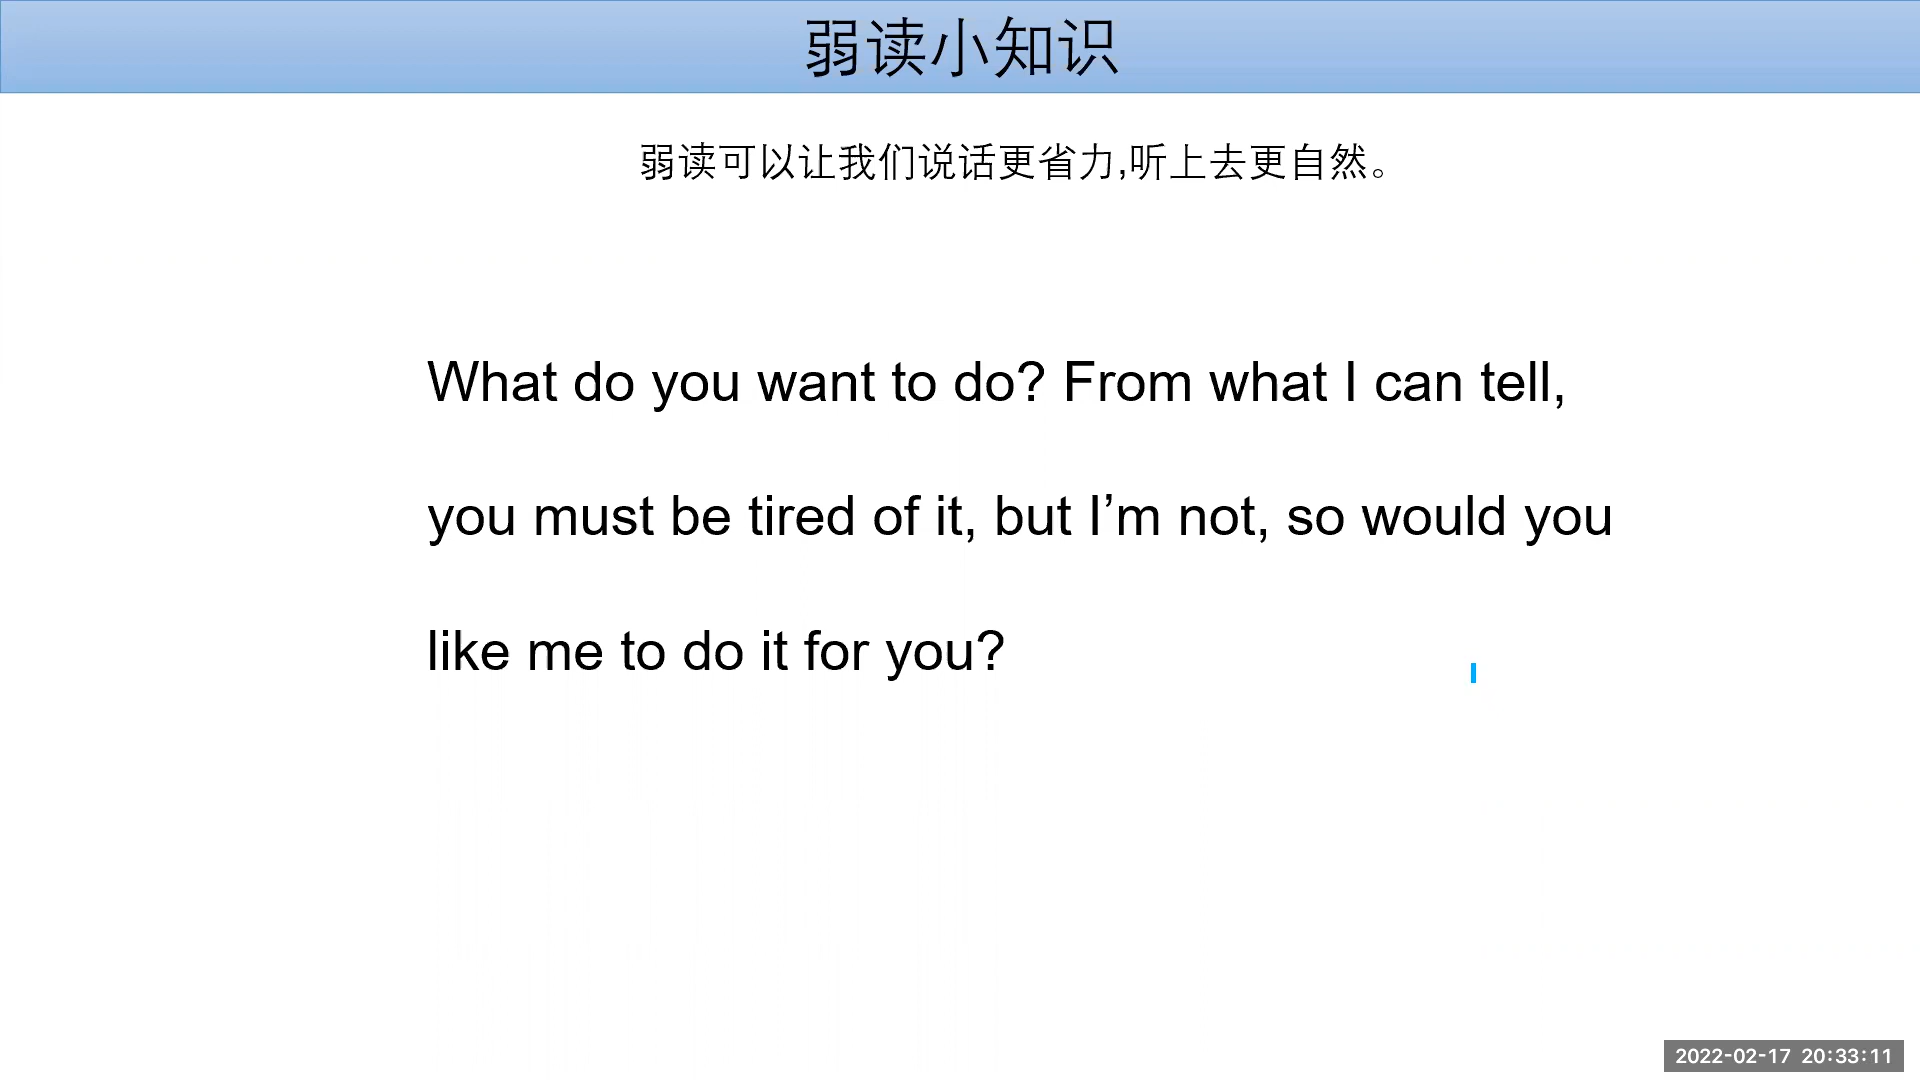 弱读小知识
弱读可以让我们说话更省力,听上去更自然。
What do you want to do? From what I can tell,
you must be tired of it, but I’m not, so would you
like me to do it for you?
2022-02-17 20:33:11